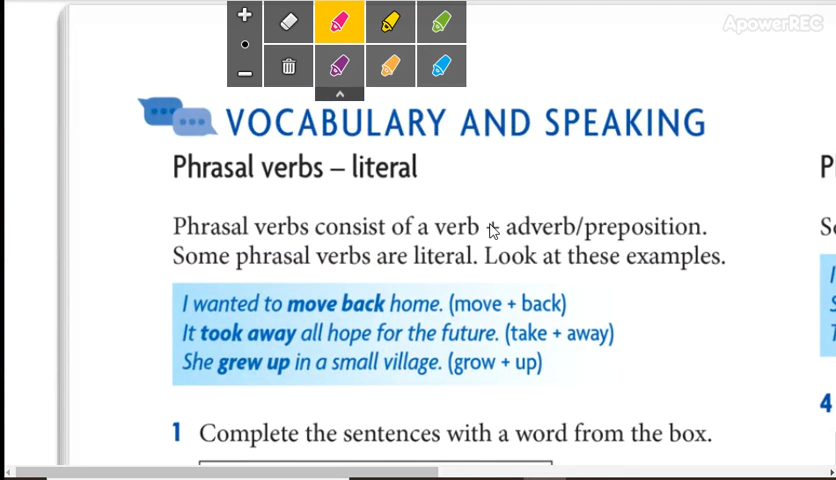 ApowerREC
VOCABULARY AND SPEAKING
Phrasal verbs – literal
Phrasal verbs consist of a verb + adverb/preposition.
Some phrasal verbs are literal. Look at these examples.
I wanted to move back home. (move + back)
It took away all hope for the future. (take + away)
She grew up in a small village. (grow + up)
1 Complete the sentences with a word from the box.
4